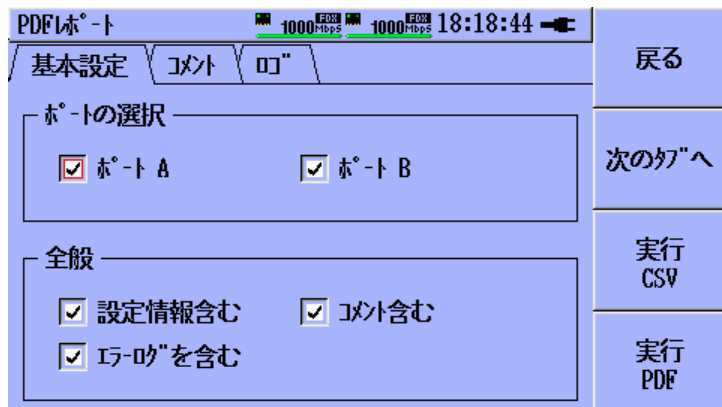 PDFﾚﾎﾟｰﾄ 1000 FDX Mbps 1000 FDX Mbps 18:18:44
基本設定 ｺﾒﾝﾄ ﾛｺﾞ
ﾎﾟｰﾄの選択
ﾎﾟｰﾄ A ﾎﾟｰﾄ B
全般
設定情報含む ｺﾒﾝﾄ含む
ｴﾗｰﾛｸﾞを含む
戻る
次のﾀﾌﾞへ
実行
CSV
実行
PDF